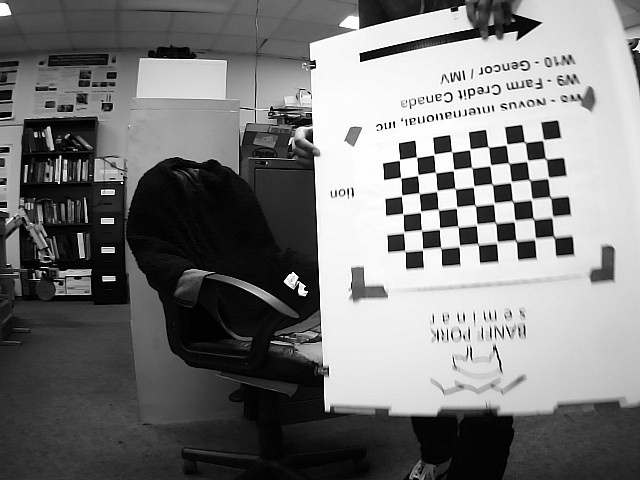 BANFF PORK
seminar
tion
W8 - Novus International, Inc
W9 - Farm Credit Canada
W10 - Gencor / IMV